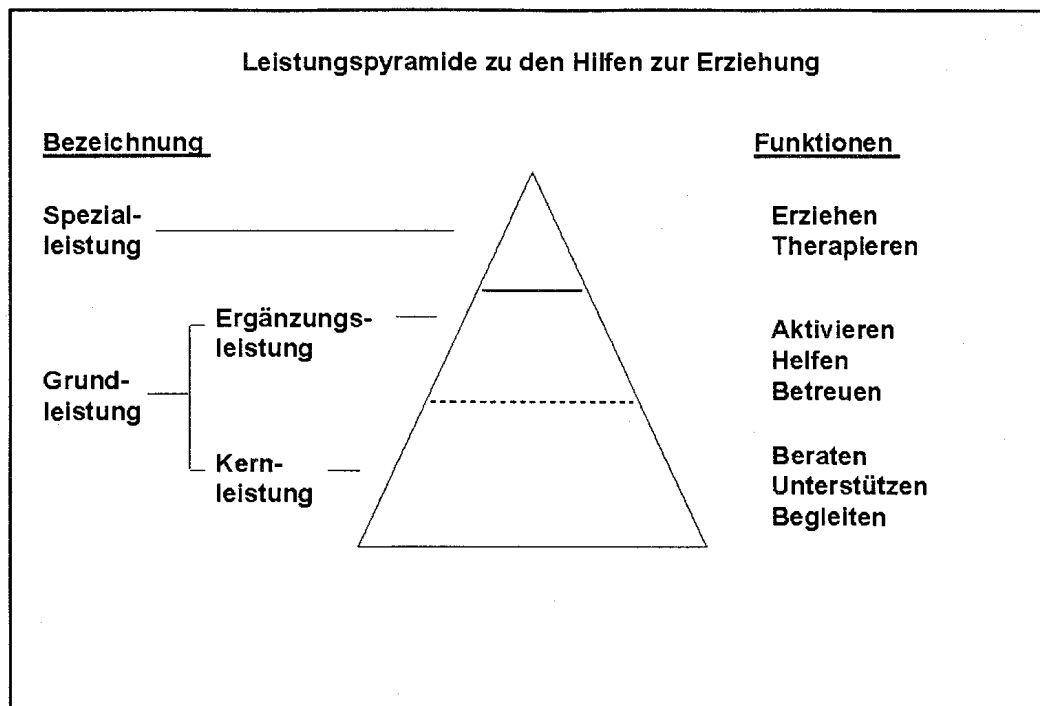 Leistungspyramide zu den Hilfen zur Erziehung
Bezeichnung
Funktionen
Spezial-
leistung
Erziehen
Therapieren
Ergänzungs-
leistung
Aktivieren
Helfen
Betreuen
Grund-
leistung
Kern-
leistung
Beraten
Unterstützen
Begleiten